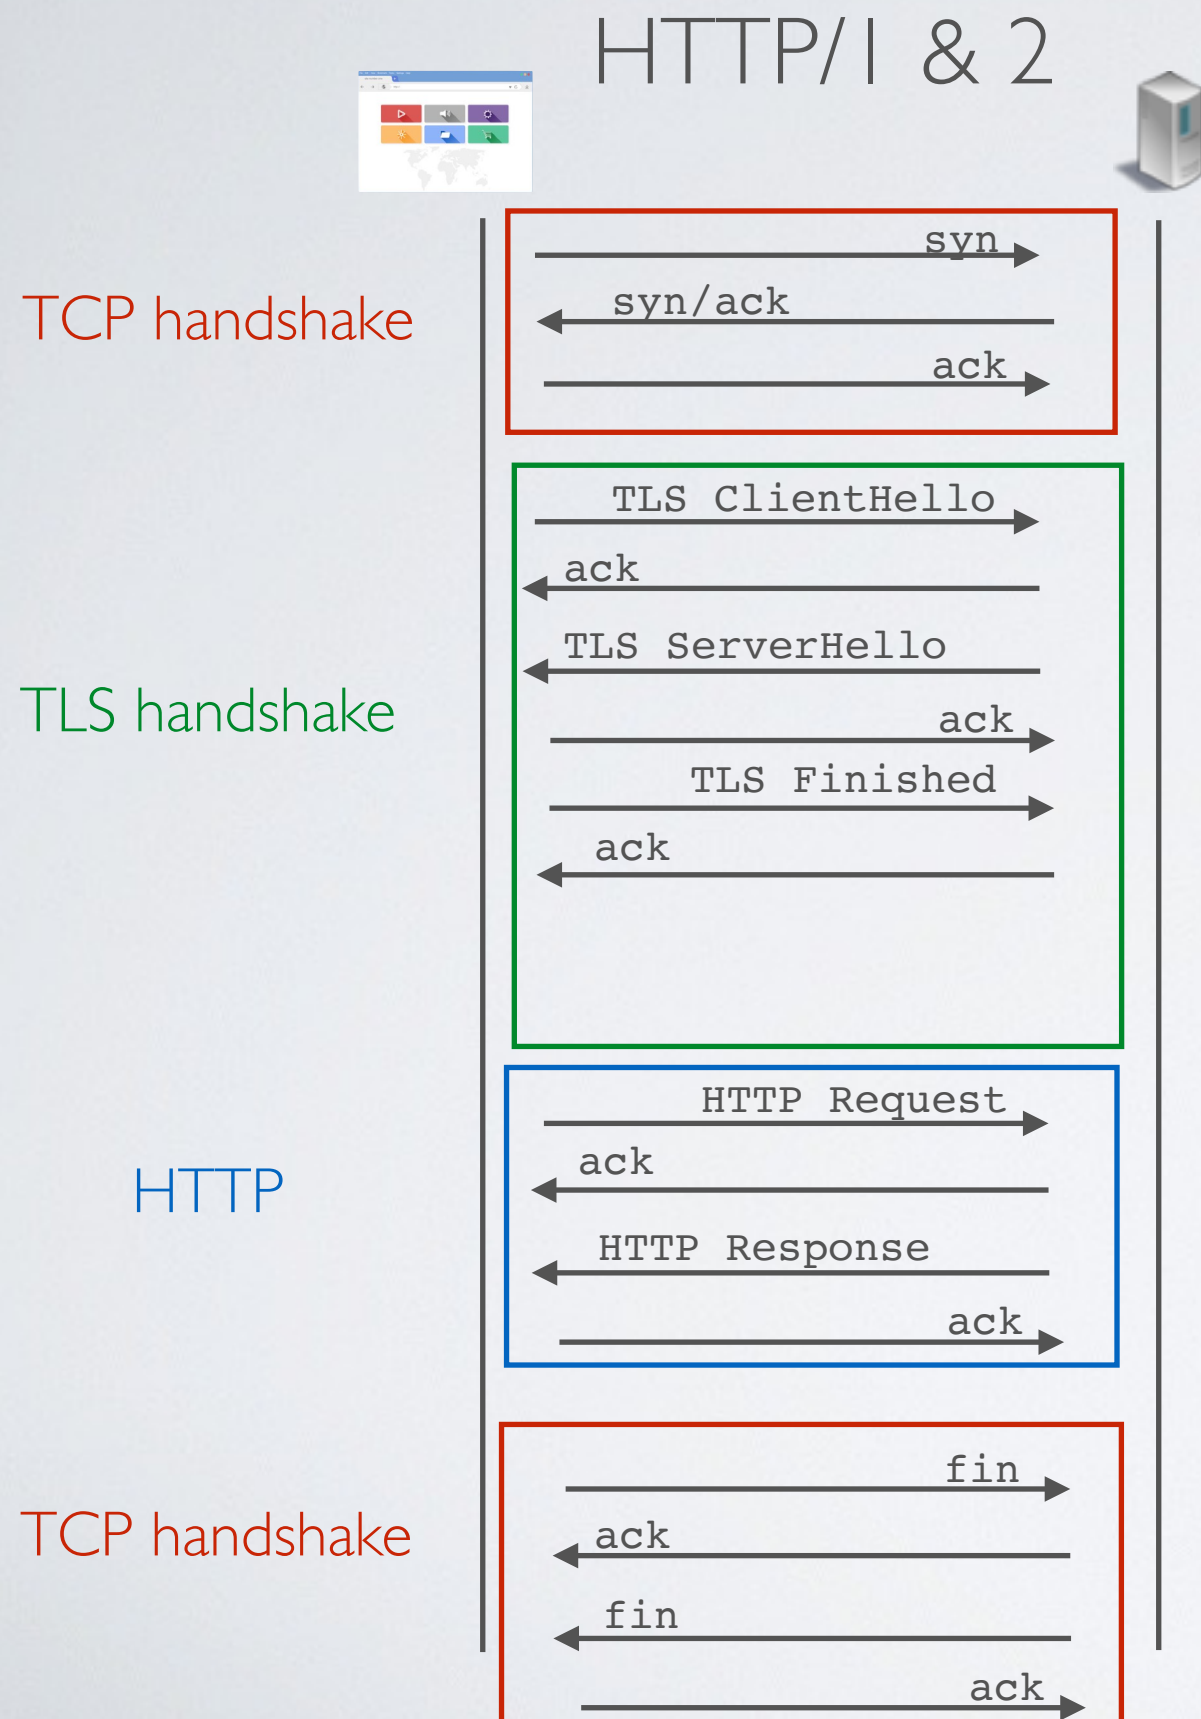 HTTP/1 & 2
syn
TCP handshake
syn/ack
ack
TLS ClientHello
ack
TLS ServerHello
TLS handshake
ack
TLS Finished
ack
HTTP Request
HTTP
ack
HTTP Response
ack
fin
TCP handshake
ack
fin
ack